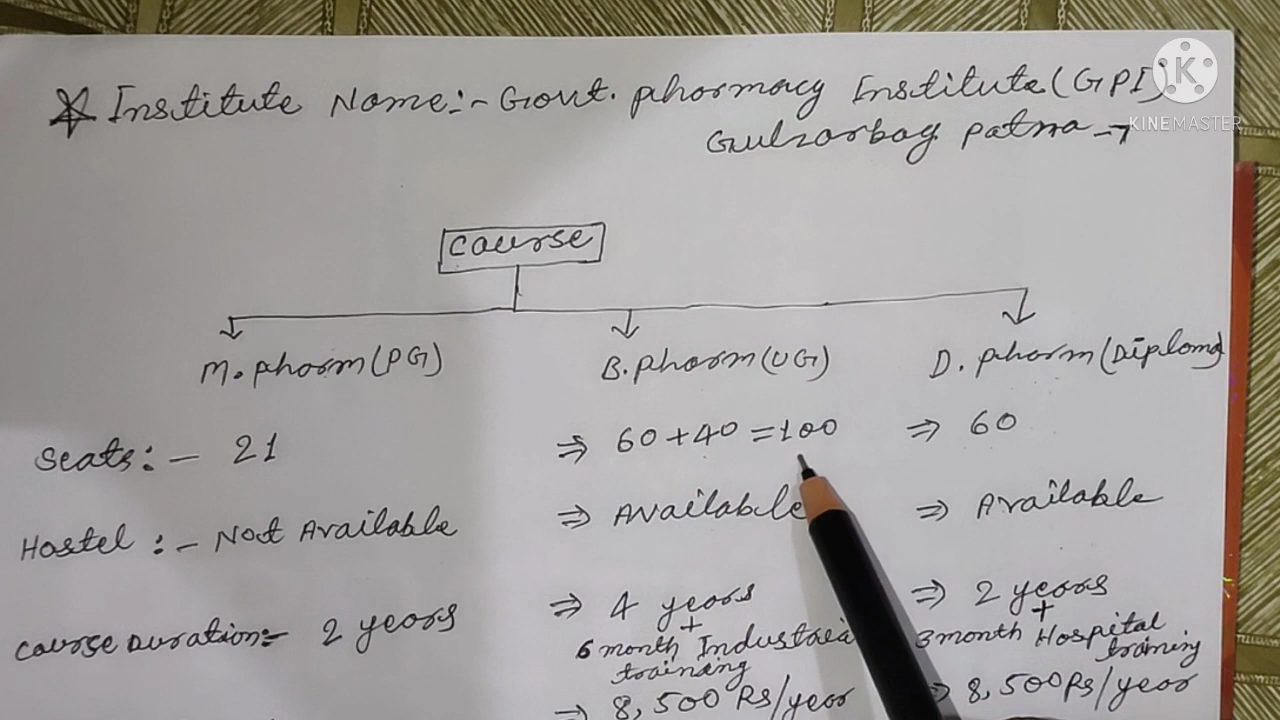 Institute Name:- Govt. Pharmacy Institute (GPI)
Gulzarbag Patna-7
KINEMASTER
Course
M.Pharm(PG) B.Pharm(UG) D.Pharm(Diploma)
Seats:- 21 ⇒ 60+40=100 ⇒ 60
Hostel:- Not Available ⇒ Available ⇒ Available
Course Duration:- 2 years ⇒ 4 years ⇒ 2 years
+ +
6 month Industrial 3 month Hospital
training training
⇒ 8,500 Rs/year ⇒ 8,500Rs/year